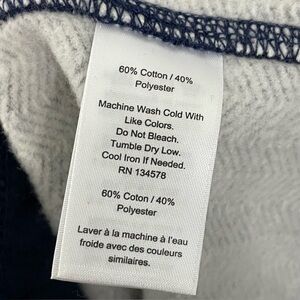 60% Cotton / 40%
Polyester
Machine Wash Cold With
Like Colors.
Do Not Bleach.
Tumble Dry Low.
Cool Iron If Needed.
RN 134578
60% Cotton / 40%
Polyester
Laver à la machine à l'eau
froide avec des couleurs
similaires.